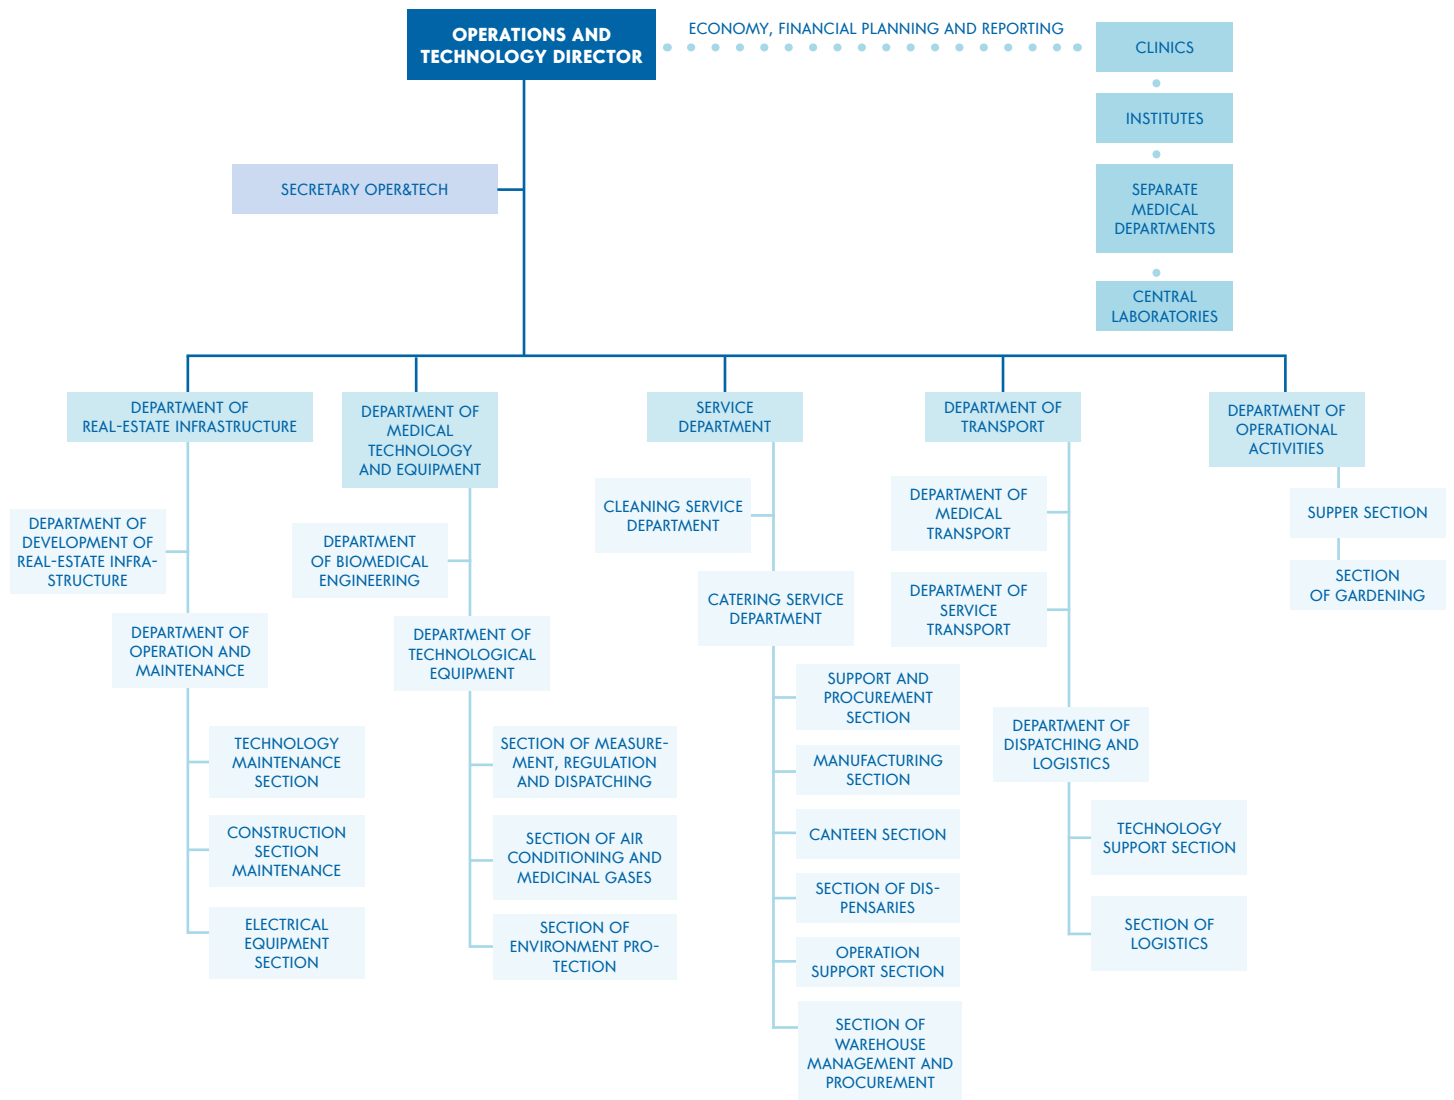 OPERATIONS AND
TECHNOLOGY DIRECTOR
ECONOMY, FINANCIAL PLANNING AND REPORTING
CLINICS
INSTITUTES
SEPARATE
MEDICAL
DEPARTMENTS
CENTRAL
LABORATORIES
SECRETARY OPER&TECH
DEPARTMENT OF
REAL-ESTATE INFRASTRUCTURE
DEPARTMENT OF
DEVELOPMENT OF
REAL-ESTATE INFRA-
STRUCTURE
DEPARTMENT OF
OPERATION AND
MAINTENANCE
TECHNOLOGY
MAINTENANCE
SECTION
CONSTRUCTION
SECTION
MAINTENANCE
ELECTRICAL
EQUIPMENT
SECTION
DEPARTMENT OF
MEDICAL
TECHNOLOGY
AND EQUIPMENT
DEPARTMENT
OF BIOMEDICAL
ENGINEERING
DEPARTMENT OF
TECHNOLOGICAL
EQUIPMENT
SECTION OF MEASURE-
MENT, REGULATION
AND DISPATCHING
SECTION OF AIR
CONDITIONING AND
MEDICINAL GASES
SECTION OF
ENVIRONMENT PRO-
TECTION
SERVICE
DEPARTMENT
CLEANING SERVICE
DEPARTMENT
CATERING SERVICE
DEPARTMENT
SUPPORT AND
PROCUREMENT
SECTION
MANUFACTURING
SECTION
CANTEEN SECTION
SECTION OF DIS-
PENSARIES
OPERATION
SUPPORT SECTION
SECTION OF
WAREHOUSE
MANAGEMENT AND
PROCUREMENT
DEPARTMENT OF
TRANSPORT
DEPARTMENT OF
MEDICAL
TRANSPORT
DEPARTMENT OF
SERVICE
TRANSPORT
DEPARTMENT OF
DISPATCHING AND
LOGISTICS
TECHNOLOGY
SUPPORT SECTION
SECTION OF
LOGISTICS
DEPARTMENT OF
OPERATIONAL
ACTIVITIES
SUPPER SECTION
SECTION
OF GARDENING